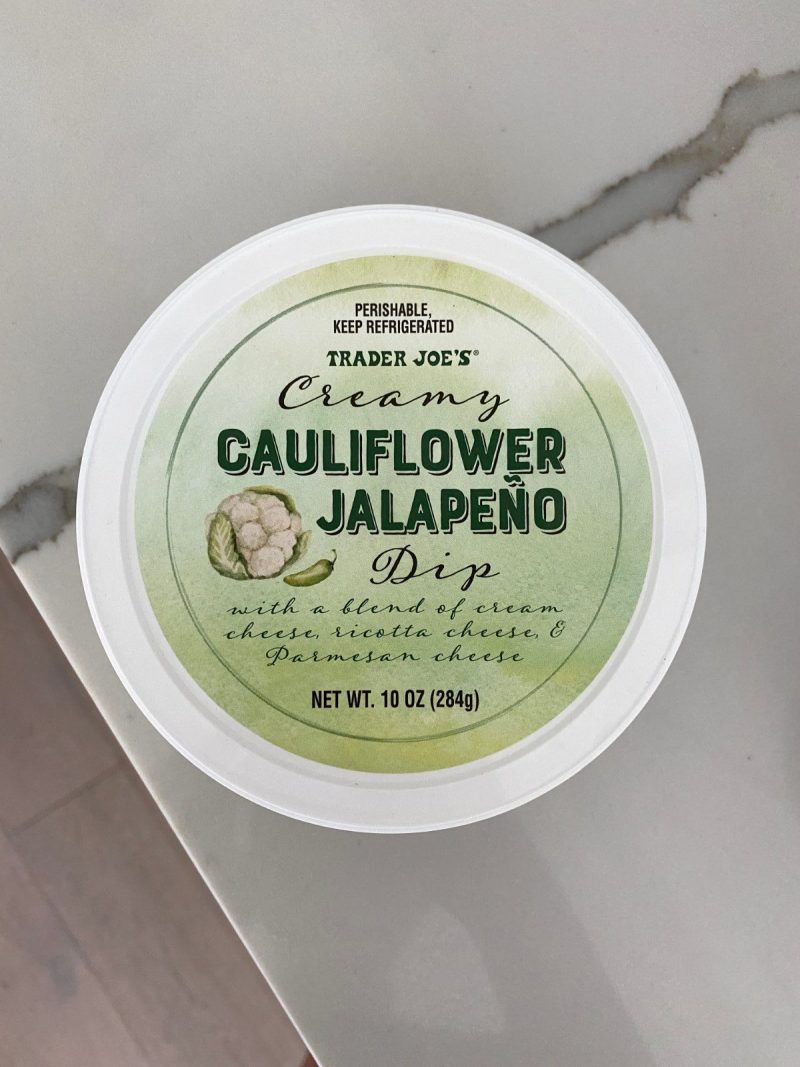 PERISHABLE,
KEEP REFRIGERATED
TRADER JOE'S®
Creamy
CAULIFLOWER
JALAPEÑO
Dip
with a blend of cream
cheese, ricotta cheese, &
Parmesan cheese
NET WT. 10 OZ (284g)